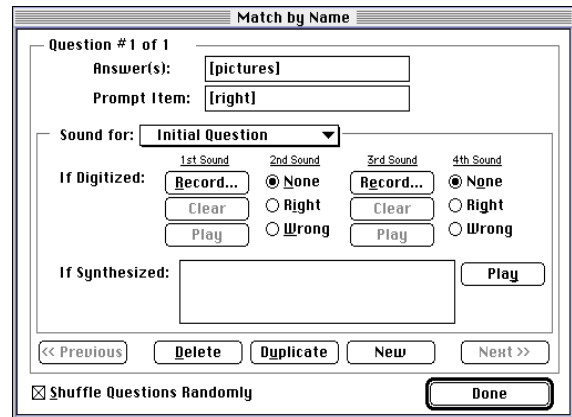 Match by Name
Question #1 of 1
Answer(s): [pictures]
Prompt Item: [right]
Sound for: Initial Question
1st Sound 2nd Sound 3rd Sound 4th Sound
If Digitized: Record... None Record... None
Clear Right Clear Right
Play Wrong Play Wrong
If Synthesized: Play
<< Previous Delete Duplicate New Next >>
Shuffle Questions Randomly Done